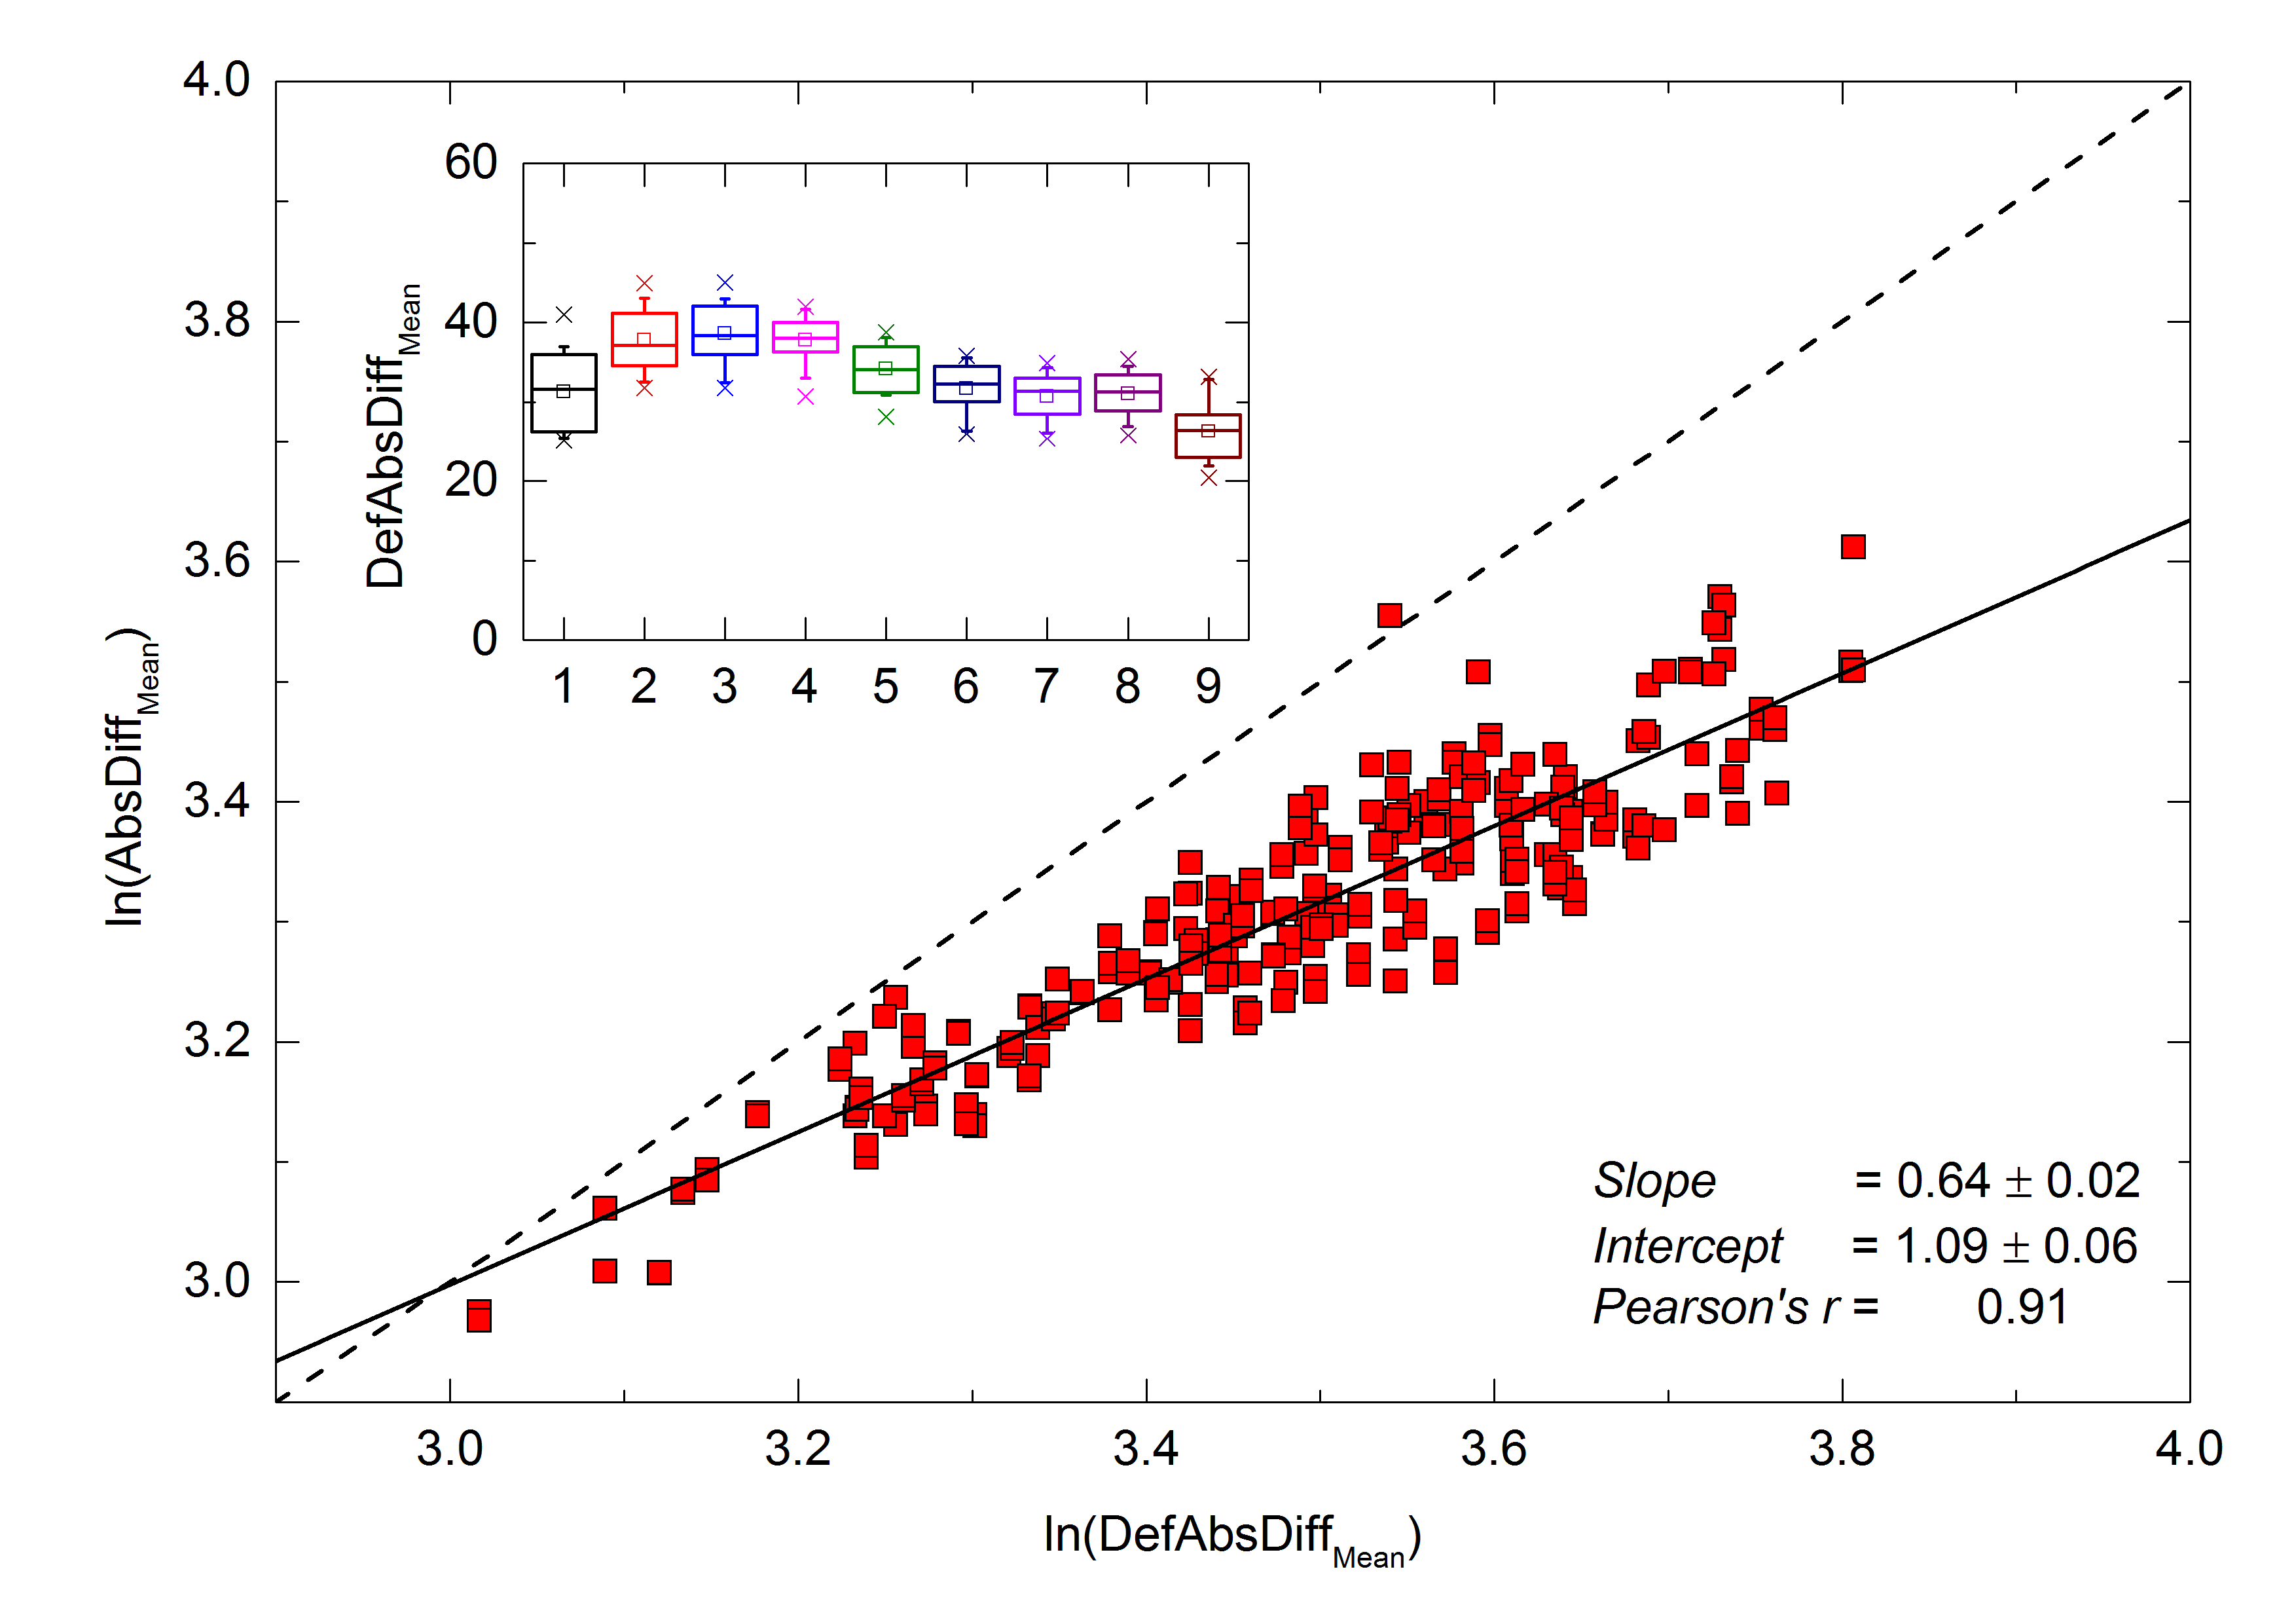 4.0
3.8
3.6
3.4
3.2
3.0
ln(AbsDiffMean)
60
40
20
0
DefAbsDiffMean
1 2 3 4 5 6 7 8 9
Slope = 0.64 ± 0.02
Intercept = 1.09 ± 0.06
Pearson's r = 0.91
3.0 3.2 3.4 3.6 3.8 4.0
ln(DefAbsDiffMean)